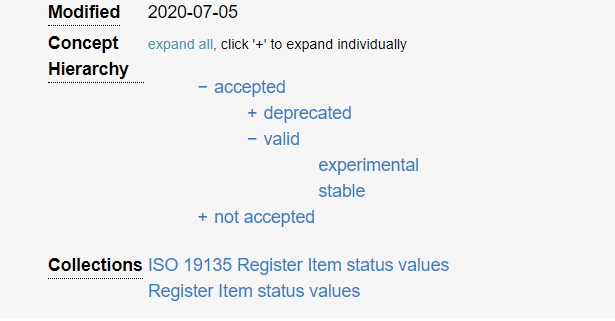 Modified 2020-07-05
Concept expand all, click '+' to expand individually
Hierarchy
− accepted
+ deprecated
− valid
experimental
stable
+ not accepted
Collections ISO 19135 Register Item status values
Register Item status values